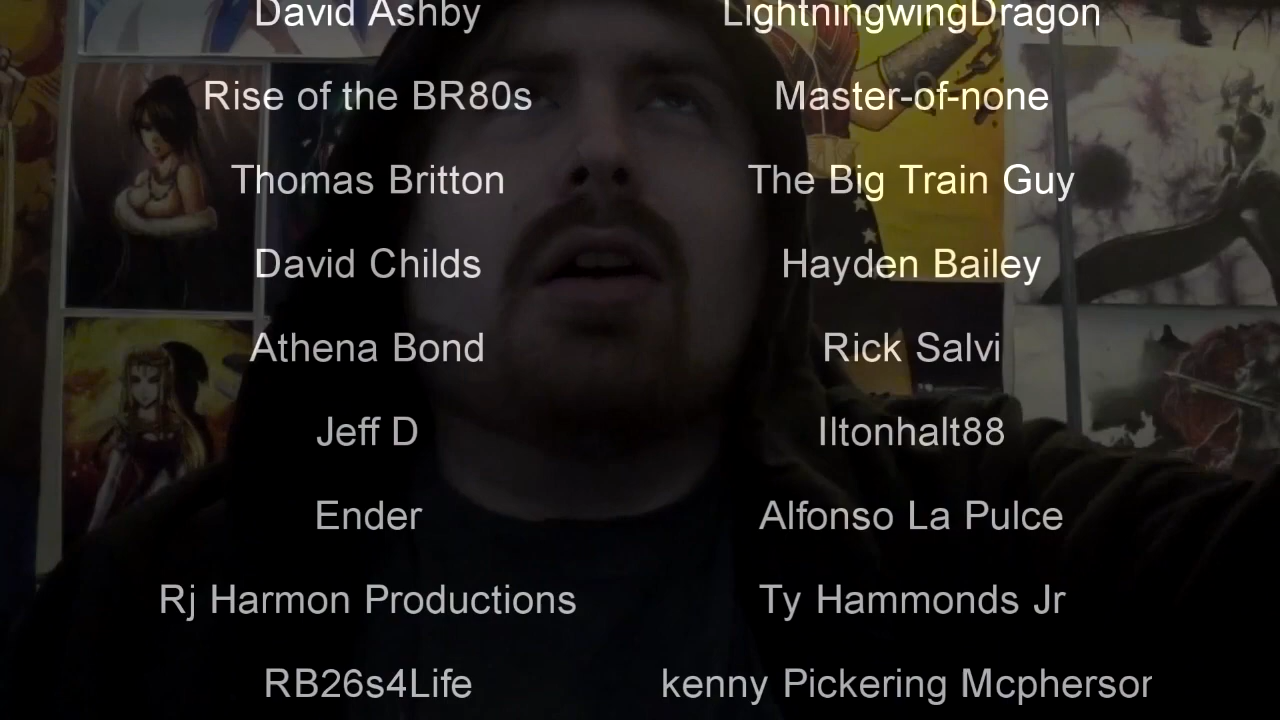 David Ashby LightningwingDragon
Rise of the BR80s Master-of-none
Thomas Britton The Big Train Guy
David Childs Hayden Bailey
Athena Bond Rick Salvi
Jeff D Iltonhalt88
Ender Alfonso La Pulce
Rj Harmon Productions Ty Hammonds Jr
RB26s4Life kenny Pickering Mcpherson